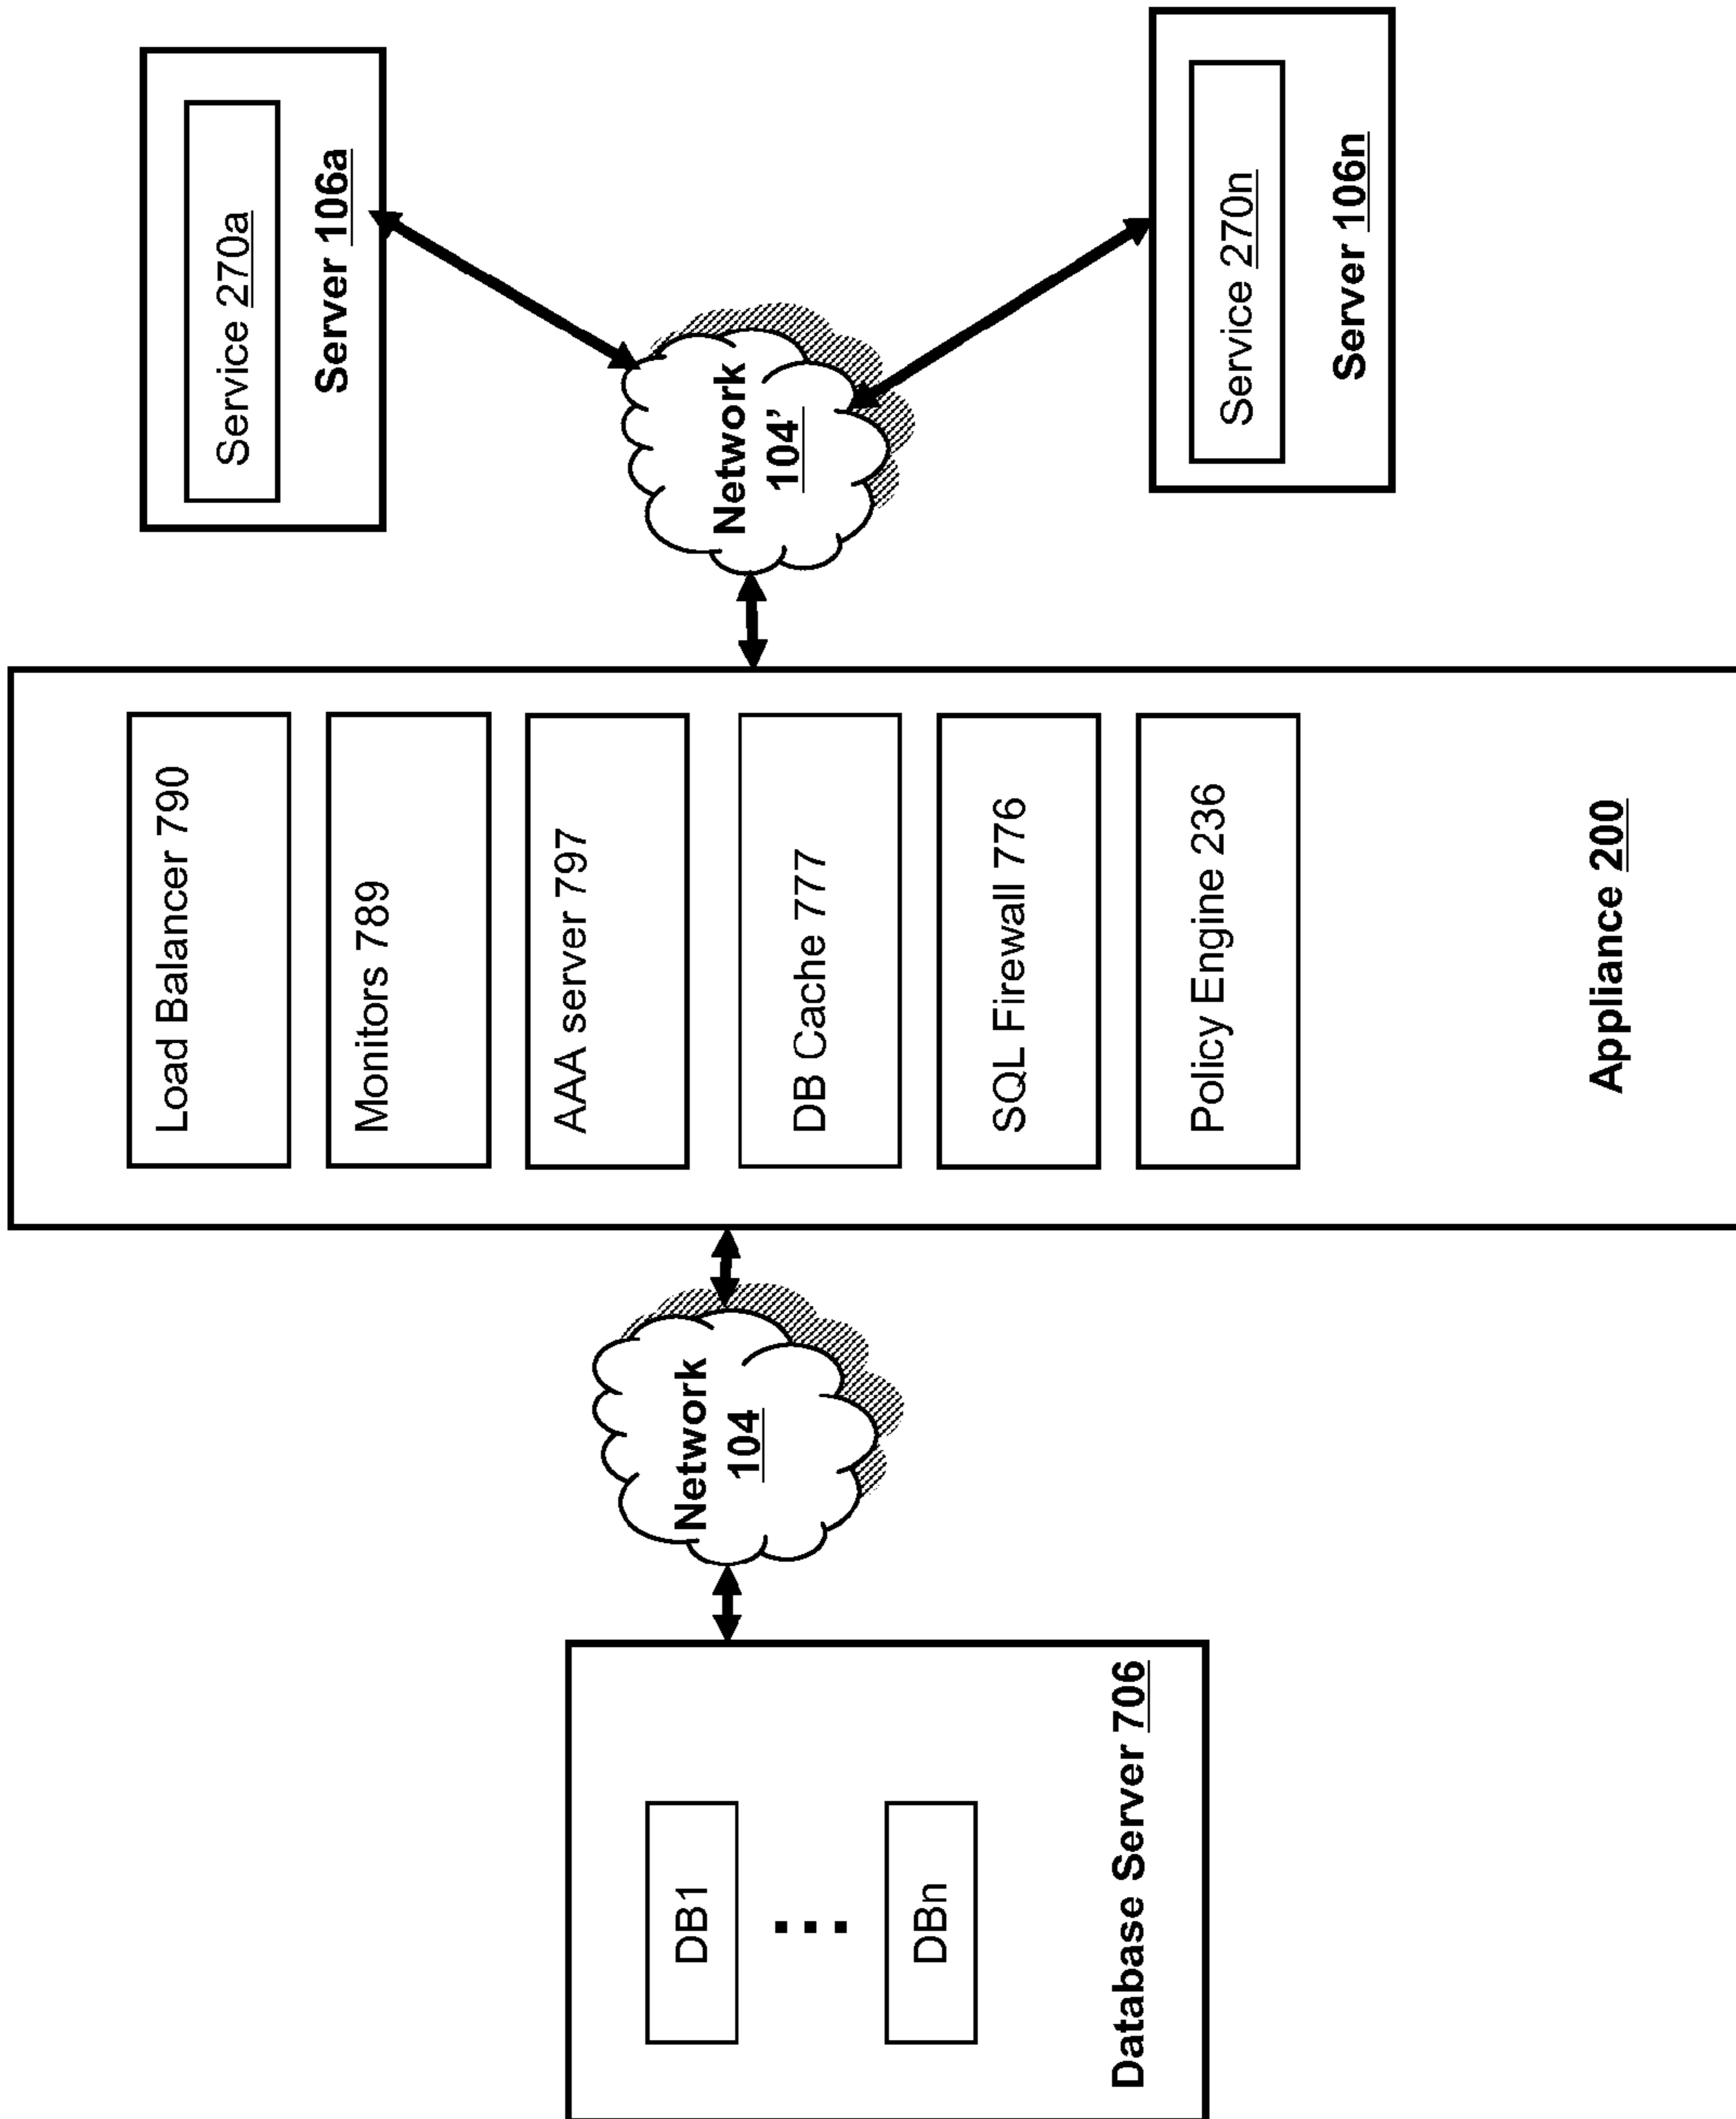 DB1
DBn
Database Server 706
Network
104
Load Balancer 790
Monitors 789
AAA server 797
DB Cache 777
SQL Firewall 776
Policy Engine 236
Appliance 200
Network
104’
Service 270a
Server 106a
Service 270n
Server 106n